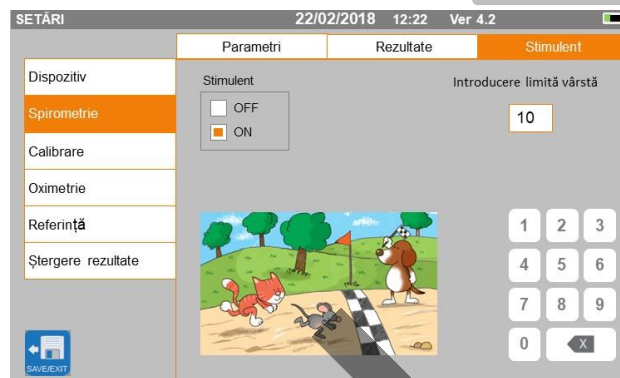 SETĂRI 22/02/2018 12:22 Ver 4.2
Parametri Rezultate Stimulent
Dispozitiv
Spirometrie
Calibrare
Oximetrie
Referință
Ștergere rezultate
Stimulent
OFF
ON
Introducere limită vârstă
10
1 2 3
4 5 6
7 8 9
0 X
SAVE/EXIT